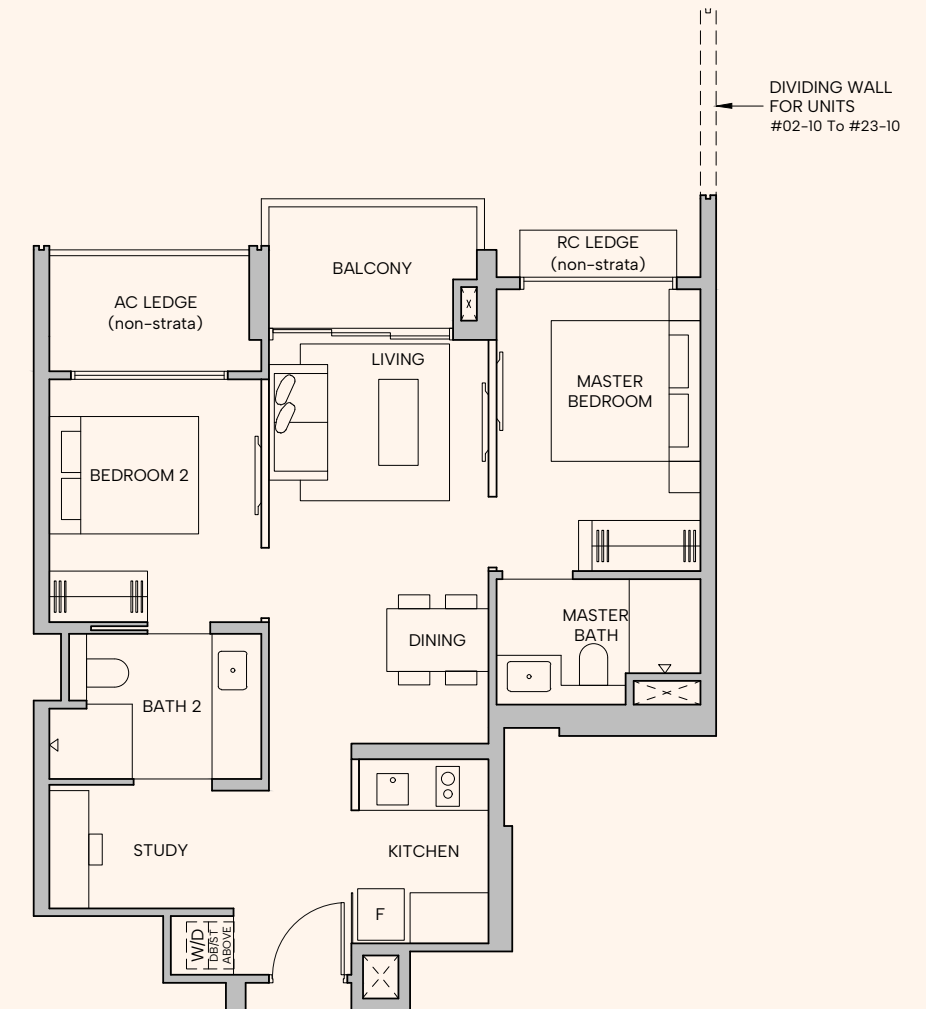 DIVIDING WALL
FOR UNITS
#02-10 To #23-10
RC LEDGE
(non-strata)
BALCONY
AC LEDGE
(non-strata)
LIVING
MASTER
BEDROOM
BEDROOM 2
MASTER
BATH
DINING
BATH 2
STUDY
KITCHEN
F
W/D
DB/ST
ABOVE